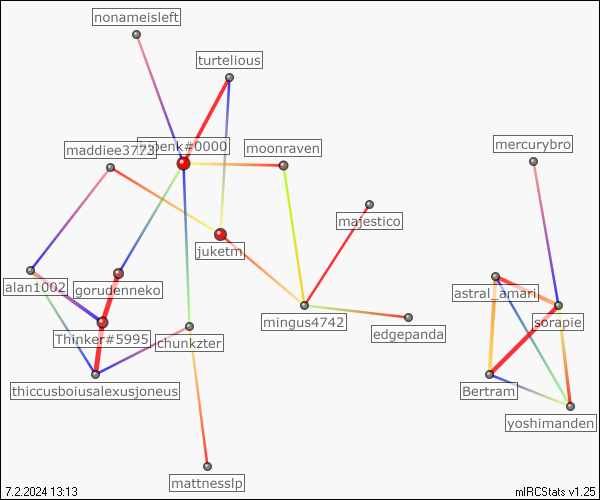 nonameisleft
turtelious
maddiee3773
penk#0000
moonraven
mercurybro
majestico
juketm
alan1002
gorudenneko
astral_amari
mingus4742
sorapie
edgepanda
Thinker#5995
chunkzter
thiccusboiusalexusjoneus
Bertram
yoshimanden
mattnesslp
7.2.2024 13:13
mIRCStats v1.25